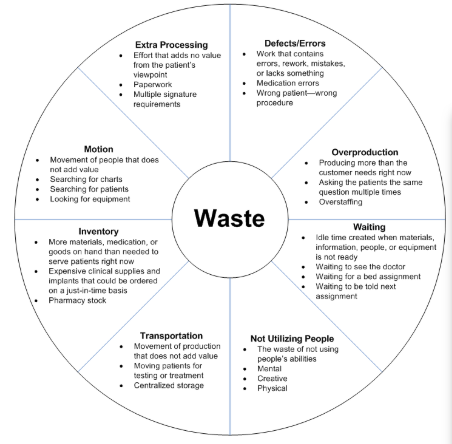 Extra Processing
• Effort that adds no value
from the patient's
viewpoint
• Paperwork
• Multiple signature
requirements
Defects/Errors
• Work that contains
errors, rework, mistakes,
or lacks something
• Medication errors
• Wrong patient—wrong
procedure
Motion
• Movement of people that does
not add value
• Searching for charts
• Searching for patients
• Looking for equipment
Overproduction
• Producing more than the
customer needs right now
• Asking the patients the same
question multiple times
• Overstaffing
Waste
Inventory
• More materials, medication, or
goods on hand than needed to
serve patients right now
• Expensive clinical supplies and
implants that could be ordered
on a just-in-time basis
• Pharmacy stock
Waiting
• Idle time created when materials,
information, people, or equipment
is not ready
• Waiting to see the doctor
• Waiting for a bed assignment
• Waiting to be told next
assignment
Transportation
• Movement of production
that does not add value
• Moving patients for
testing or treatment
• Centralized storage
Not Utilizing People
• The waste of not using
people's abilities
• Mental
• Creative
• Physical